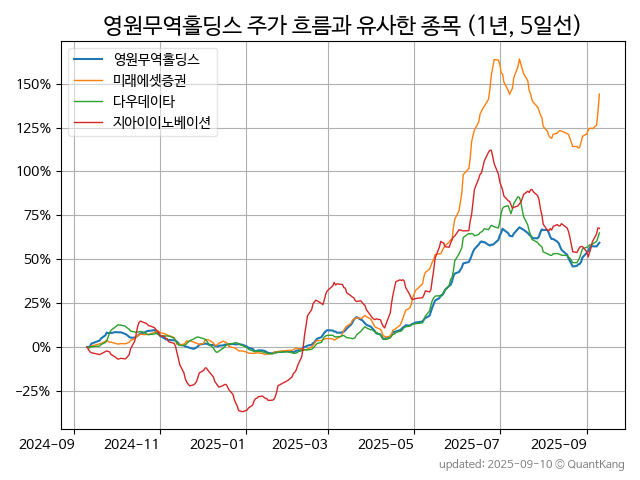 영원무역홀딩스 주가 흐름과 유사한 종목 (1년, 5일선)
영원무역홀딩스
미래에셋증권
다우데이타
지아이이노베이션
150%
125%
100%
75%
50%
25%
0%
−25%
2024−09
2024−11
2025−01
2025−03
2025−05
2025−07
2025−09
updated: 2025-09-10 © QuantKang